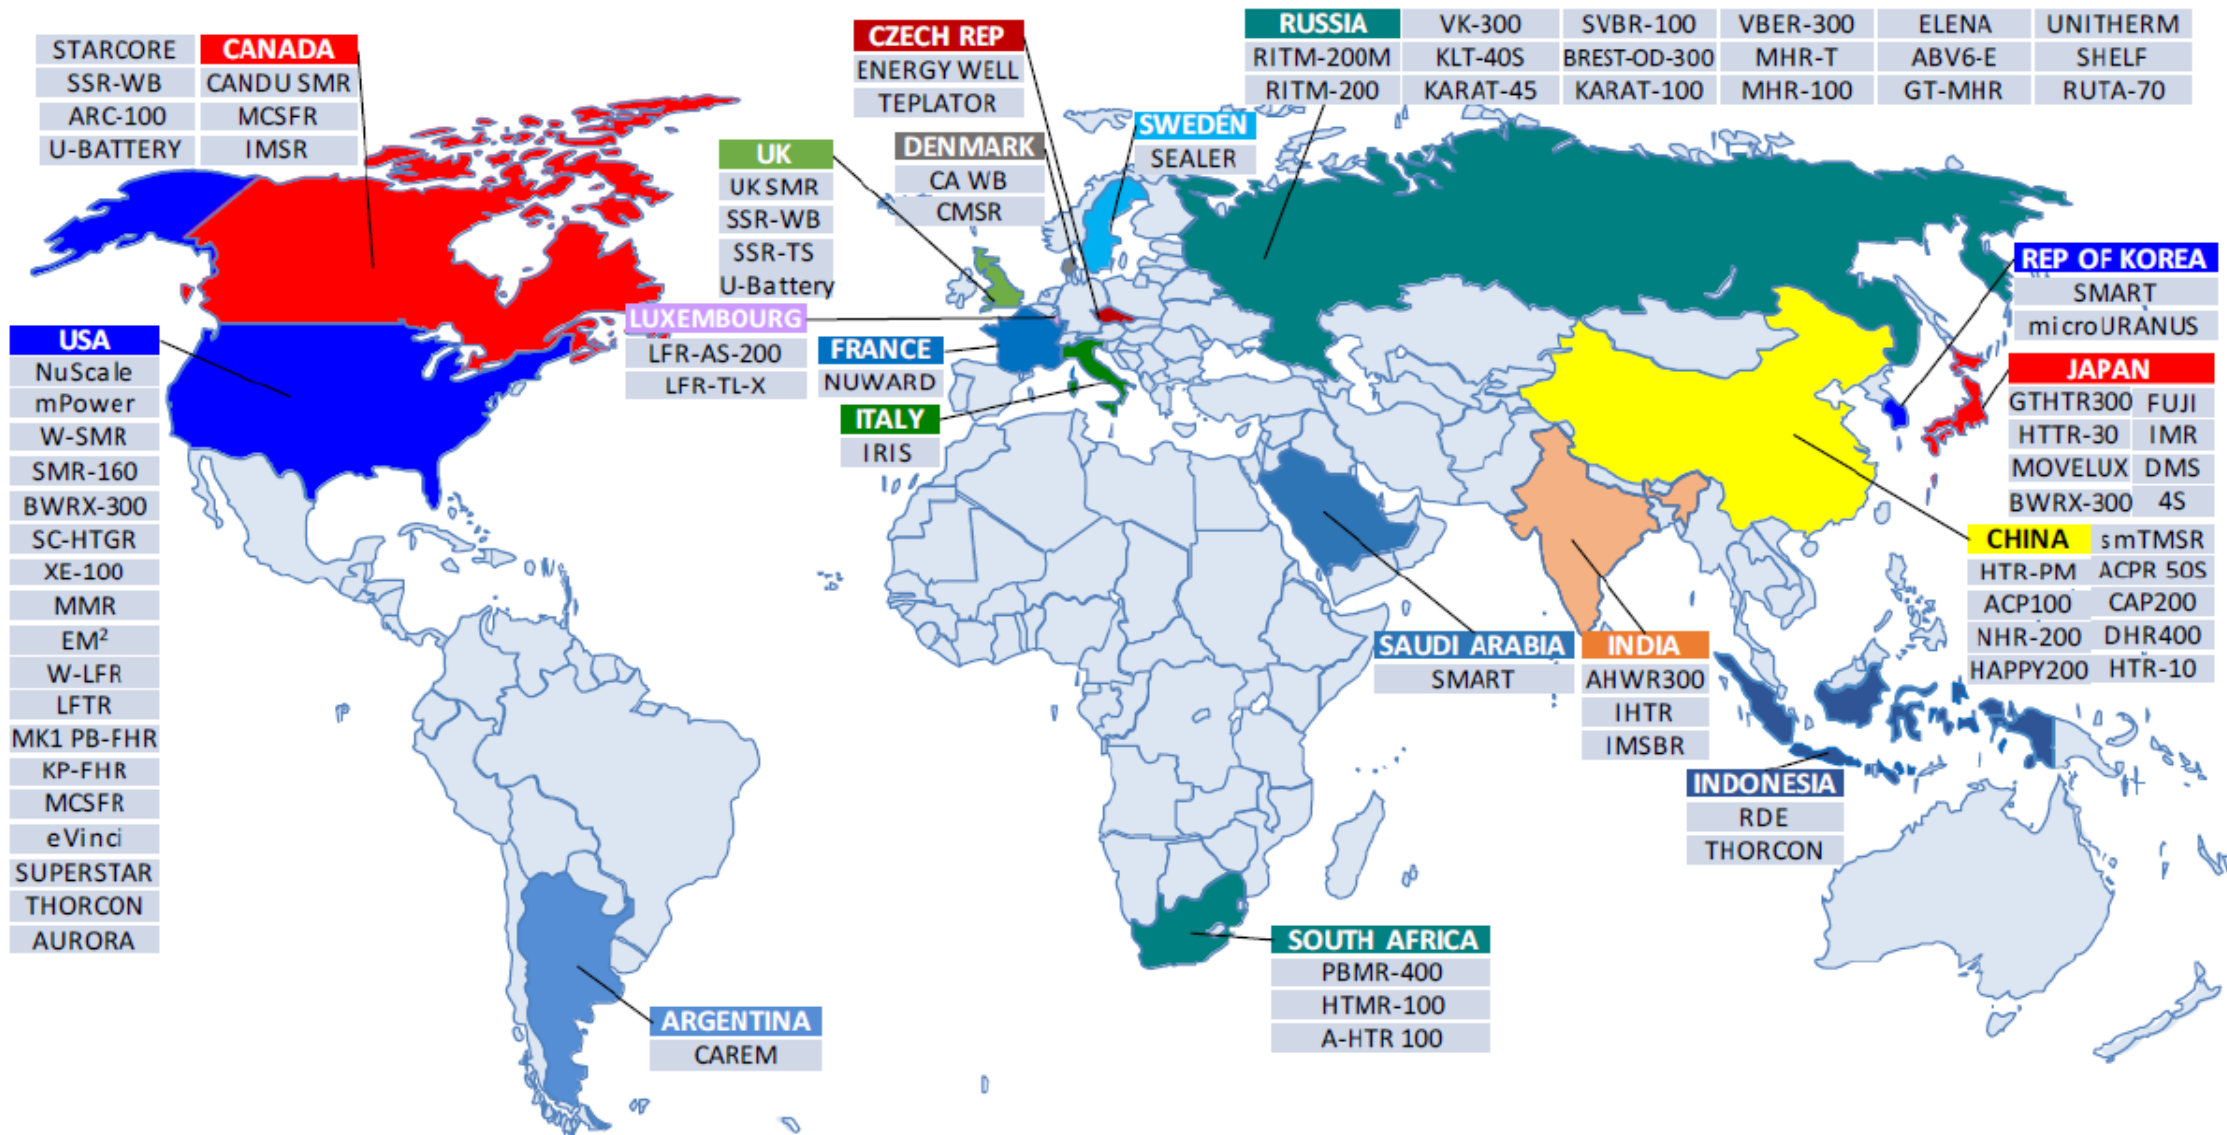 STARCORE CANADA
SSR-WB CANDU SMR
ARC-100 MCSFR
U-BATTERY IMSR
USA
NuScale
mPower
W-SMR
SMR-160
BWRX-300
SC-HTGR
XE-100
MMR
EM²
W-LFR
LFTR
MK1 PB-FHR
KP-FHR
MCSFR
eVinci
SUPERSTAR
THORCON
AURORA
ARGENTINA
CAREM
UK
UK SMR
SSR-WB
SSR-TS
U-Battery
LUXEMBOURG
LFR-AS-200
LFR-TL-X
CZECH REP
ENERGY WELL
TEPLATOR
DENMARK
CA WB
CMSR
SWEDEN
SEALER
FRANCE
NUWARD
ITALY
IRIS
RUSSIA VK-300 SVBR-100 VBER-300 ELENA UNITHERM
RITM-200M KLT-40S BREST-OD-300 MHR-T ABV6-E SHELF
RITM-200 KARAT-45 KARAT-100 MHR-100 GT-MHR RUTA-70
REP OF KOREA
SMART
microURANUS
JAPAN
GTHTR300 FUJI
HTTR-30 IMR
MOVELUX DMS
BWRX-300 4S
CHINA smTMSR
HTR-PM ACPR 50S
ACP100 CAP200
NHR-200 DHR400
HAPPY200 HTR-10
SAUDI ARABIA
SMART
INDIA
AHWR300
IHTR
IMSBR
INDONESIA
RDE
THORCON
SOUTH AFRICA
PBMR-400
HTMR-100
A-HTR 100